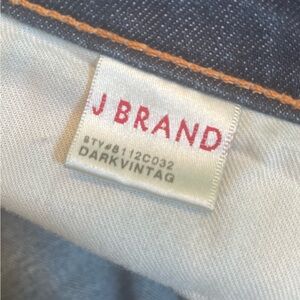 J BRAND
STY#8112C032
DARKVINTAG